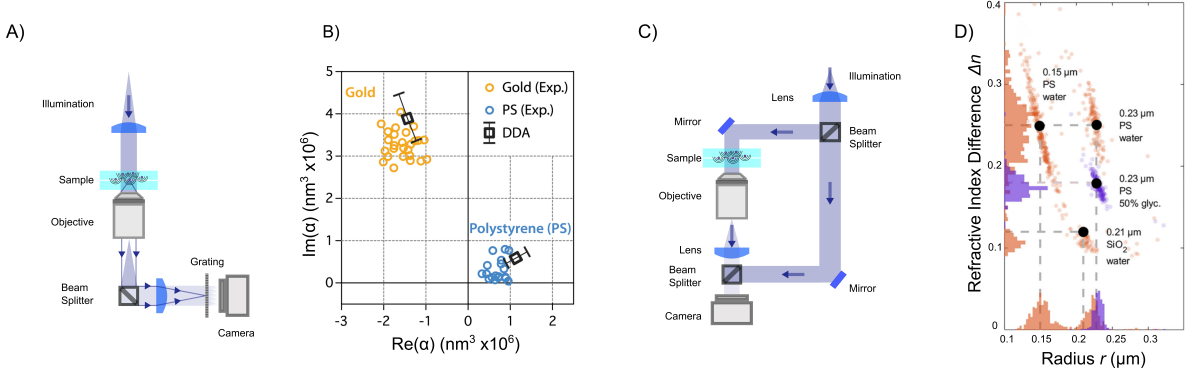 A)
Illumination
Sample
Objective
Beam
Splitter
Grating
Camera
B)
Im(α) (nm³ x10⁶)
5
4
3
2
1
0
-3
-2
-1
0
1
2
Re(α) (nm³ x10⁶)
Gold
Gold (Exp.)
PS (Exp.)
DDA
Polystyrene (PS)
C)
Illumination
Lens
Mirror
Beam
Splitter
Sample
Objective
Lens
Beam
Splitter
Mirror
Camera
D)
Refractive Index Difference Δn
0.4
0.3
0.2
0.1
0
0.1
0.15
0.2
0.25
0.3
Radius r (μm)
0.15 μm
PS
water
0.23 μm
PS
water
0.23 μm
PS
50% glyc.
0.21 μm
SiO₂
water